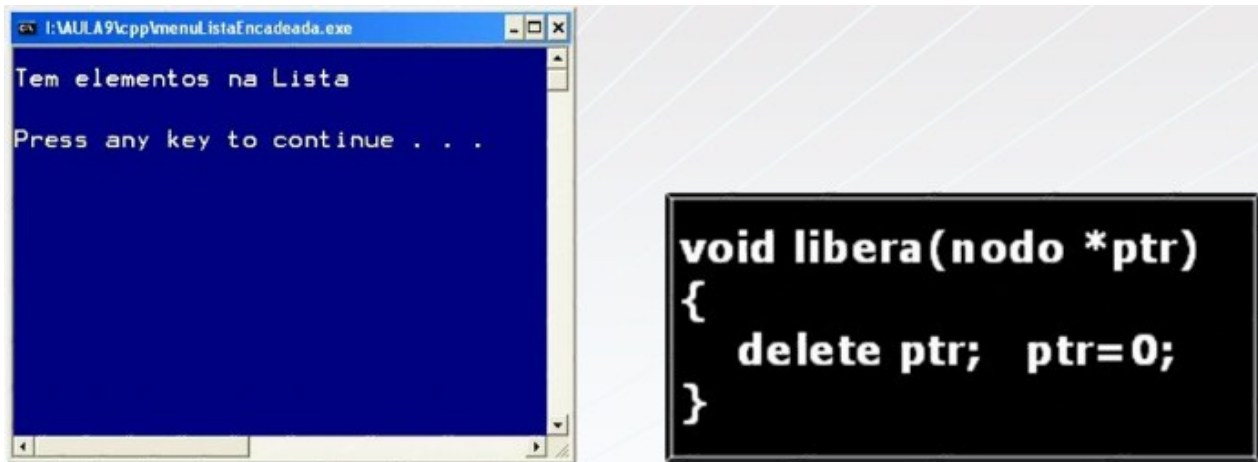 I:\AULA9\cpp\menuListaEncadeada.exe
Tem elementos na Lista
Press any key to continue . . .
void libera(nodo *ptr)
{
delete ptr; ptr=0;
}